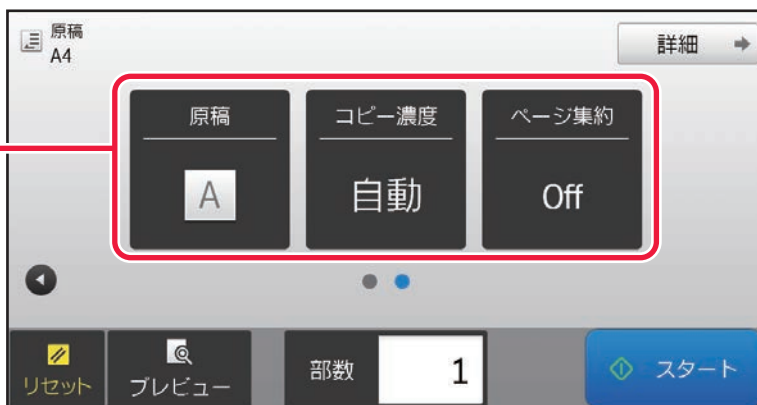 原稿
A4
詳細
原稿
コピー濃度
ページ集約
A
自動
Off
リセット
プレビュー
部数
1
スタート